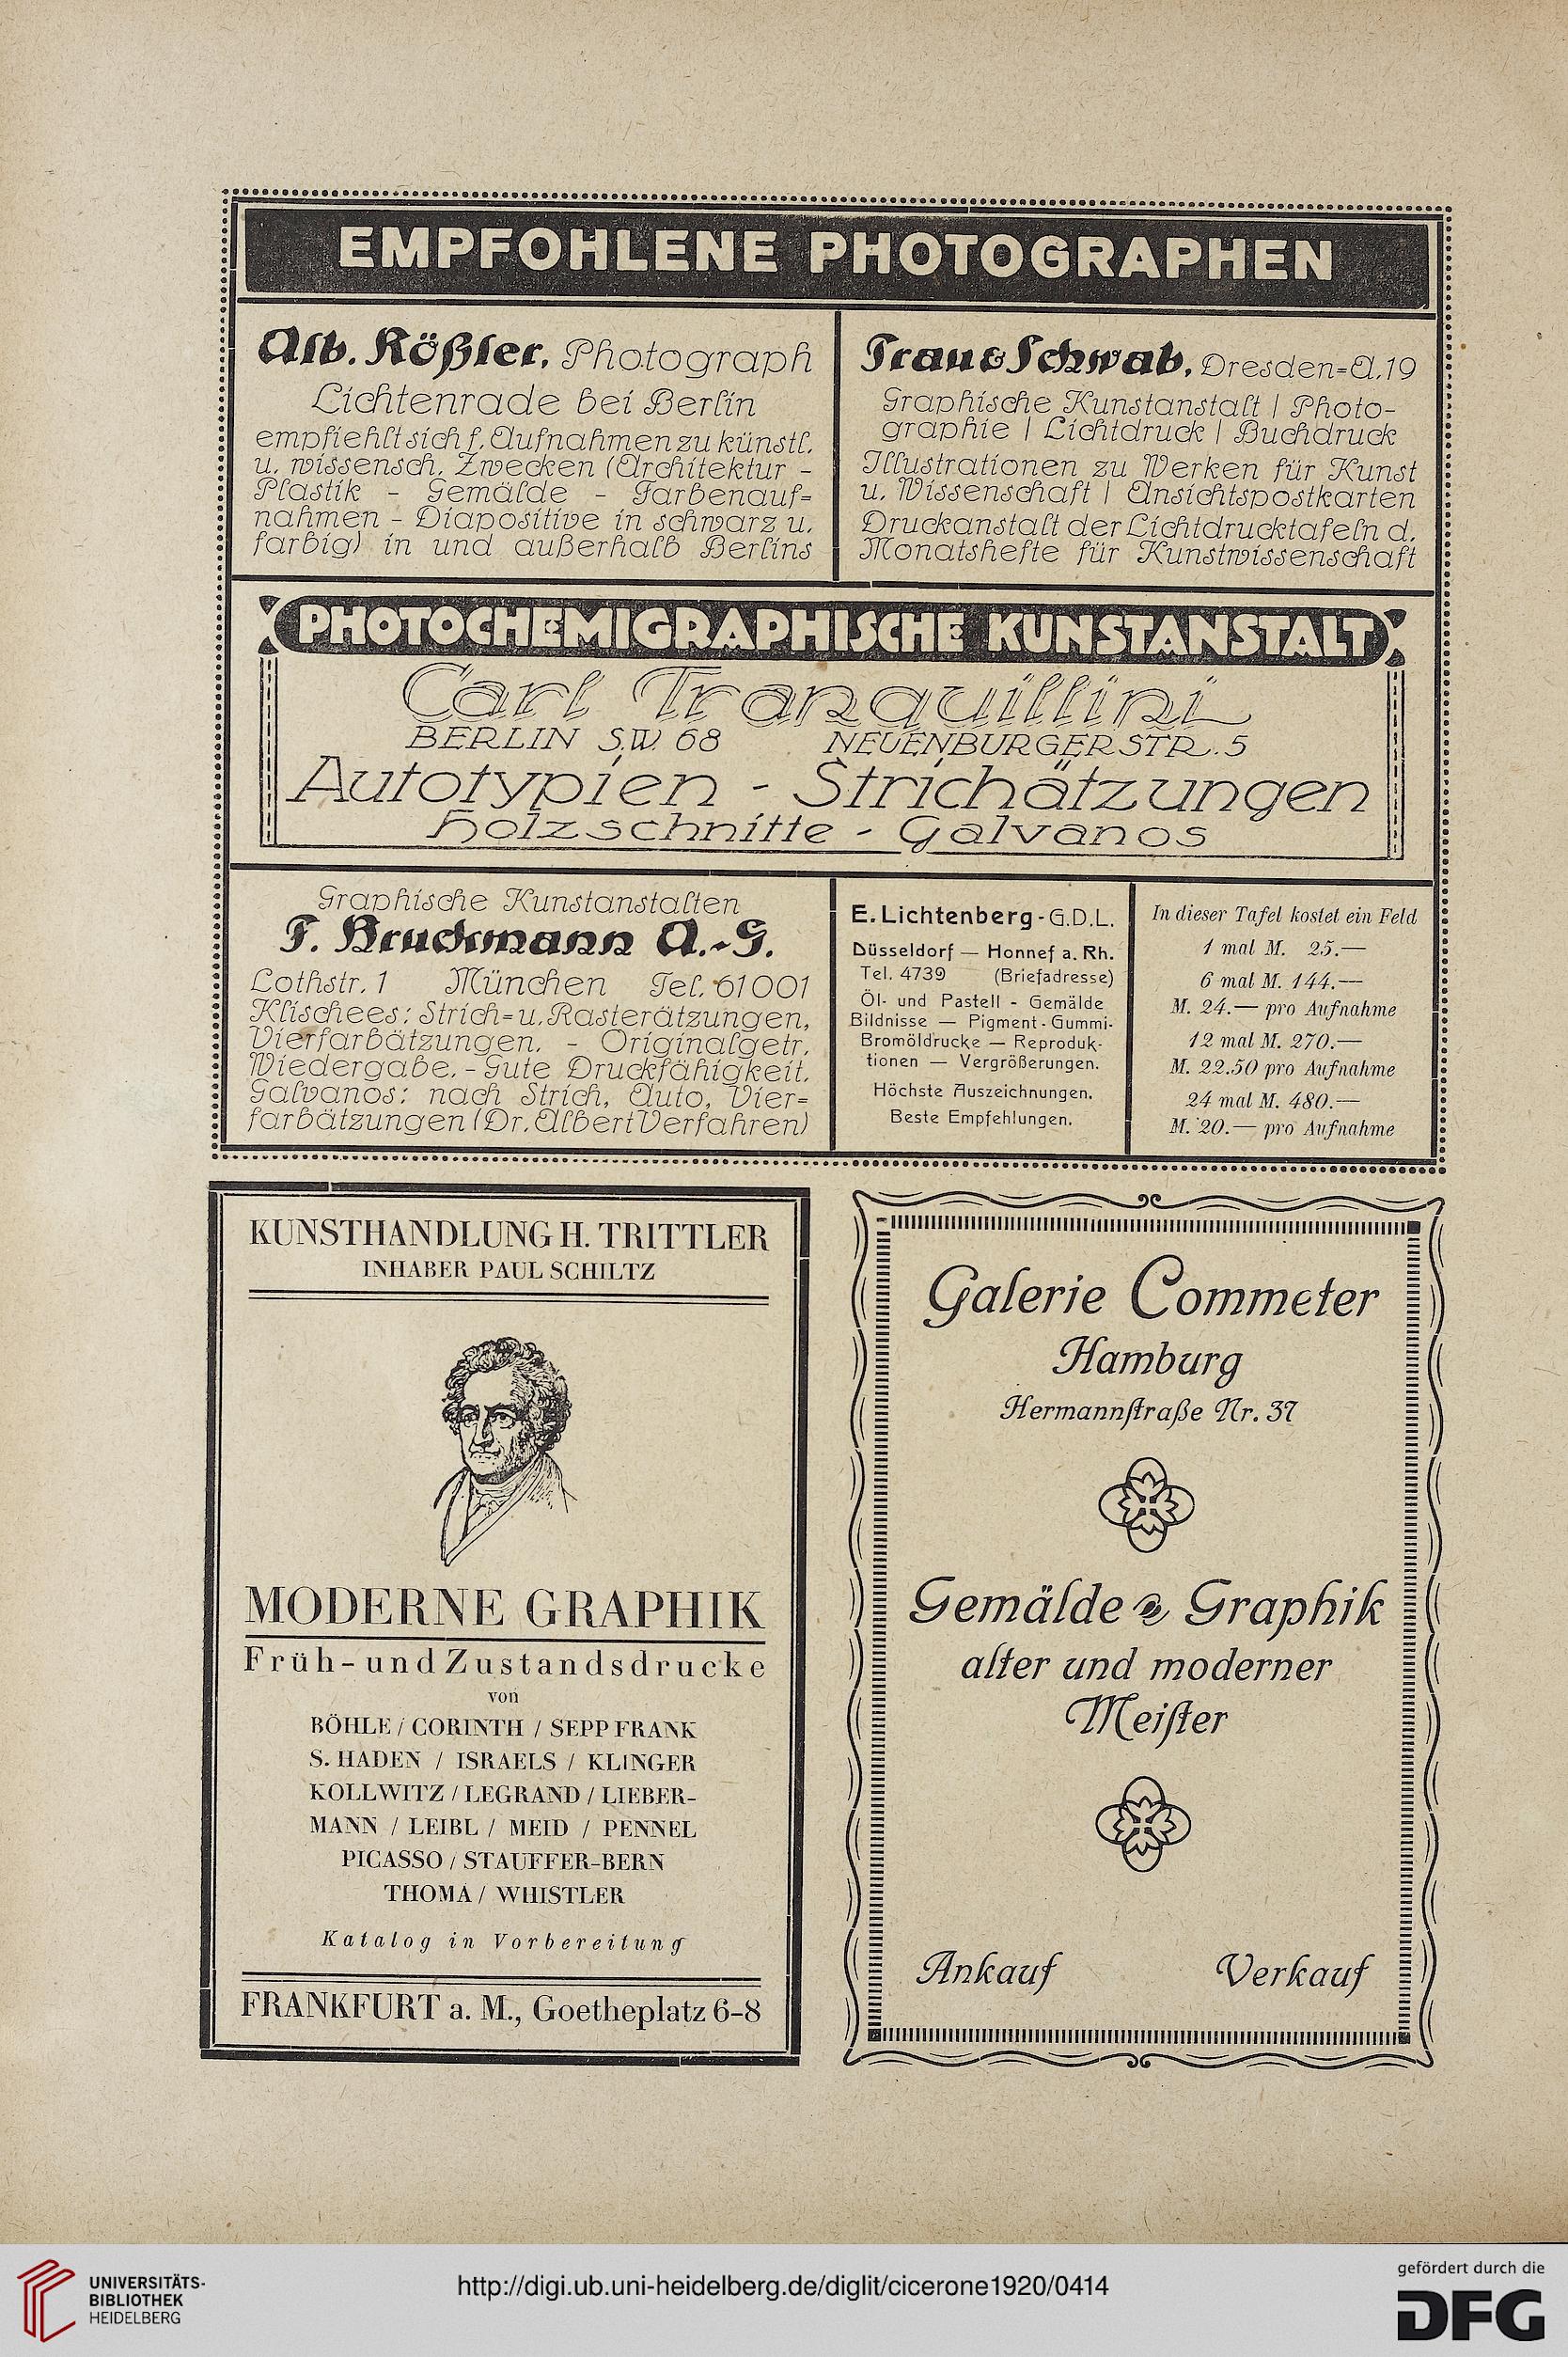 EMPFOHLENE PHOTOGRAPHEN
Alb. Rößler, Photograph
Lichtenrade bei Berlin
empfiehlt sich f. Aufnahmen zu künstl.
u. wissensch. Zwecken (Architektur -
Plastik - Gemälde - Farbenauf-
nahmen - Diapositive in schwarz u.
farbig) in und außerhalb Berlins
Trau & Schwab, Dresden-A.19
Graphische Kunstanstalt | Photo-
graphie | Lichtdruck | Buchdruck
Illustrationen zu Werken für Kunst
u. Wissenschaft | Ansichtspostkarten
Druckanstalt der Lichtdrucktafeln d.
Monatshefte für Kunstwissenschaft
PHOTOCHEMIGRAPHISCHE KUNSTANSTALT
Carl Tranquillini
BERLIN S.W. 68 NEUENBURGERSTR. 5
Autotypien - Strichätzungen
Holzschnitte - Galvanos
Graphische Kunstanstalten
F. Bruckmann A.-G.
Lothstr. 1 München Tel. 61001
Klischees: Strich- u. Rasterätzungen,
Vierfarbätzungen. - Originalgetr.
Wiedergabe. - Gute Druckfähigkeit.
Galvanos: nach Strich, Auto, Vier-
farbätzungen (Dr. Albert Verfahren)
E. Lichtenberg - G.D.L.
Düsseldorf — Honnef a. Rh.
Tel. 4739 (Briefadresse)
Öl- und Pastell - Gemälde
Bildnisse — Pigment-Gummi-
Bromöldrucke — Reproduk-
tionen — Vergrößerungen.
Höchste Auszeichnungen.
Beste Empfehlungen.
In dieser Tafel kostet ein Feld
1 mal M. 25.—
6 mal M. 144.—
M. 24.— pro Aufnahme
12 mal M. 270.—
M. 22.50 pro Aufnahme
24 mal M. 480.—
M. 20.— pro Aufnahme
KUNSTHANDLUNG H. TRITTLER
INHABER PAUL SCHILTZ
MODERNE GRAPHIK
Früh- und Zustandsdrucke
von
BÖHLE / CORINTH / SEPP FRANK
S. HADEN / ISRAELS / KLINGER
KOLLWITZ / LEGRAND / LIEBER-
MANN / LEIBL / MEID / PENNEL
PICASSO / STAUFFER-BERN
THOMA / WHISTLER
Katalog in Vorbereitung
FRANKFURT a. M., Goetheplatz 6-8
Galerie Commeter
Hamburg
Hermannſtraße Nr. 37
Gemälde & Graphik
alter und moderner
Meiſter
Ankauf Verkauf
UNIVERSITÄTS-
BIBLIOTHEK
HEIDELBERG
http://digi.ub.uni-heidelberg.de/diglit/cicerone1920/0414
gefördert durch die
DFG